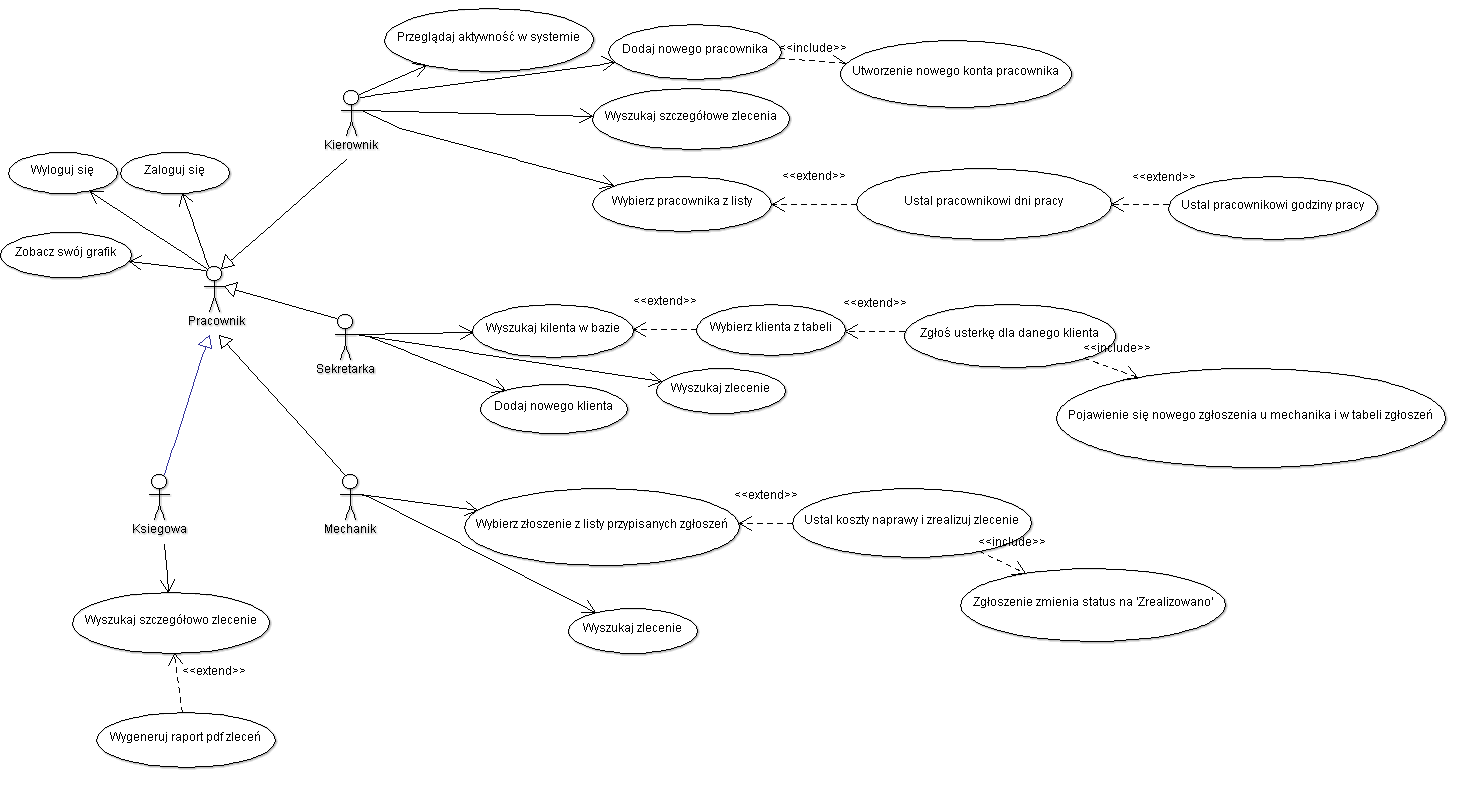 Przeglądaj aktywność w systemie
Dodaj nowego pracownika
<<include>>
Utworzenie nowego konta pracownika
Wyszukaj szczegółowe zlecenia
Kierownik
Wyloguj się
Zaloguj się
Wybierz pracownika z listy
<<extend>>
Ustal pracownikowi dni pracy
<<extend>>
Ustal pracownikowi godziny pracy
Zobacz swój grafik
Pracownik
Sekretarka
Wyszukaj kilenta w bazie
<<extend>>
Wybierz klienta z tabeli
<<extend>>
Zgłoś usterkę dla danego klienta
<<include>>
Wyszukaj zlecenie
Dodaj nowego klienta
Pojawienie się nowego zgłoszenia u mechanika i w tabeli zgłoszeń
Ksiegowa
Mechanik
Wybierz złoszenie z listy przypisanych zgłoszeń
<<extend>>
Ustal koszty naprawy i zrealizuj zlecenie
<<include>>
Zgłoszenie zmienia status na 'Zrealizowano'
Wyszukaj zlecenie
Wyszukaj szczegółowo zlecenie
<<extend>>
Wygeneruj raport pdf zleceń